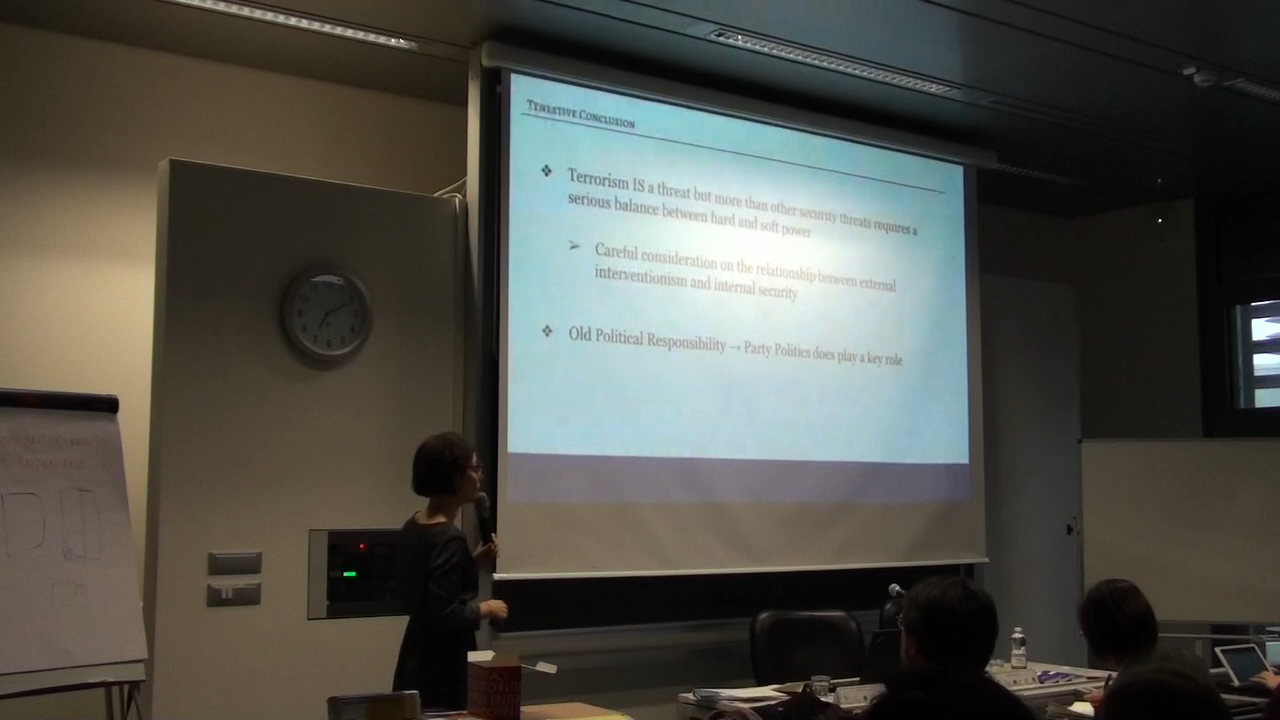 Tentative Conclusion
❖ Terrorism IS a threat but more than other security threats requires a
serious balance between hard and soft power
➢ Careful consideration on the relationship between external
interventionism and internal security
❖ Old Political Responsibility → Party Politics does play a key role